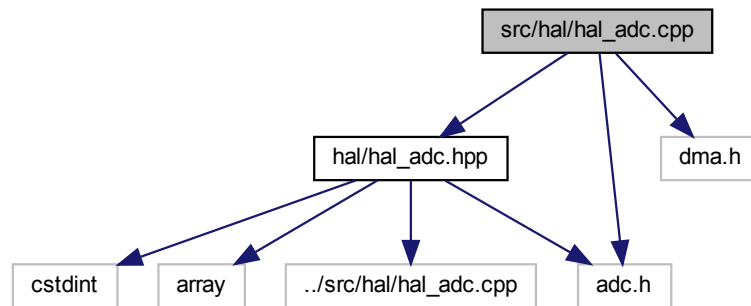 src/hal/hal_adc.cpp
hal/hal_adc.hpp
dma.h
cstdint
array
../src/hal/hal_adc.cpp
adc.h